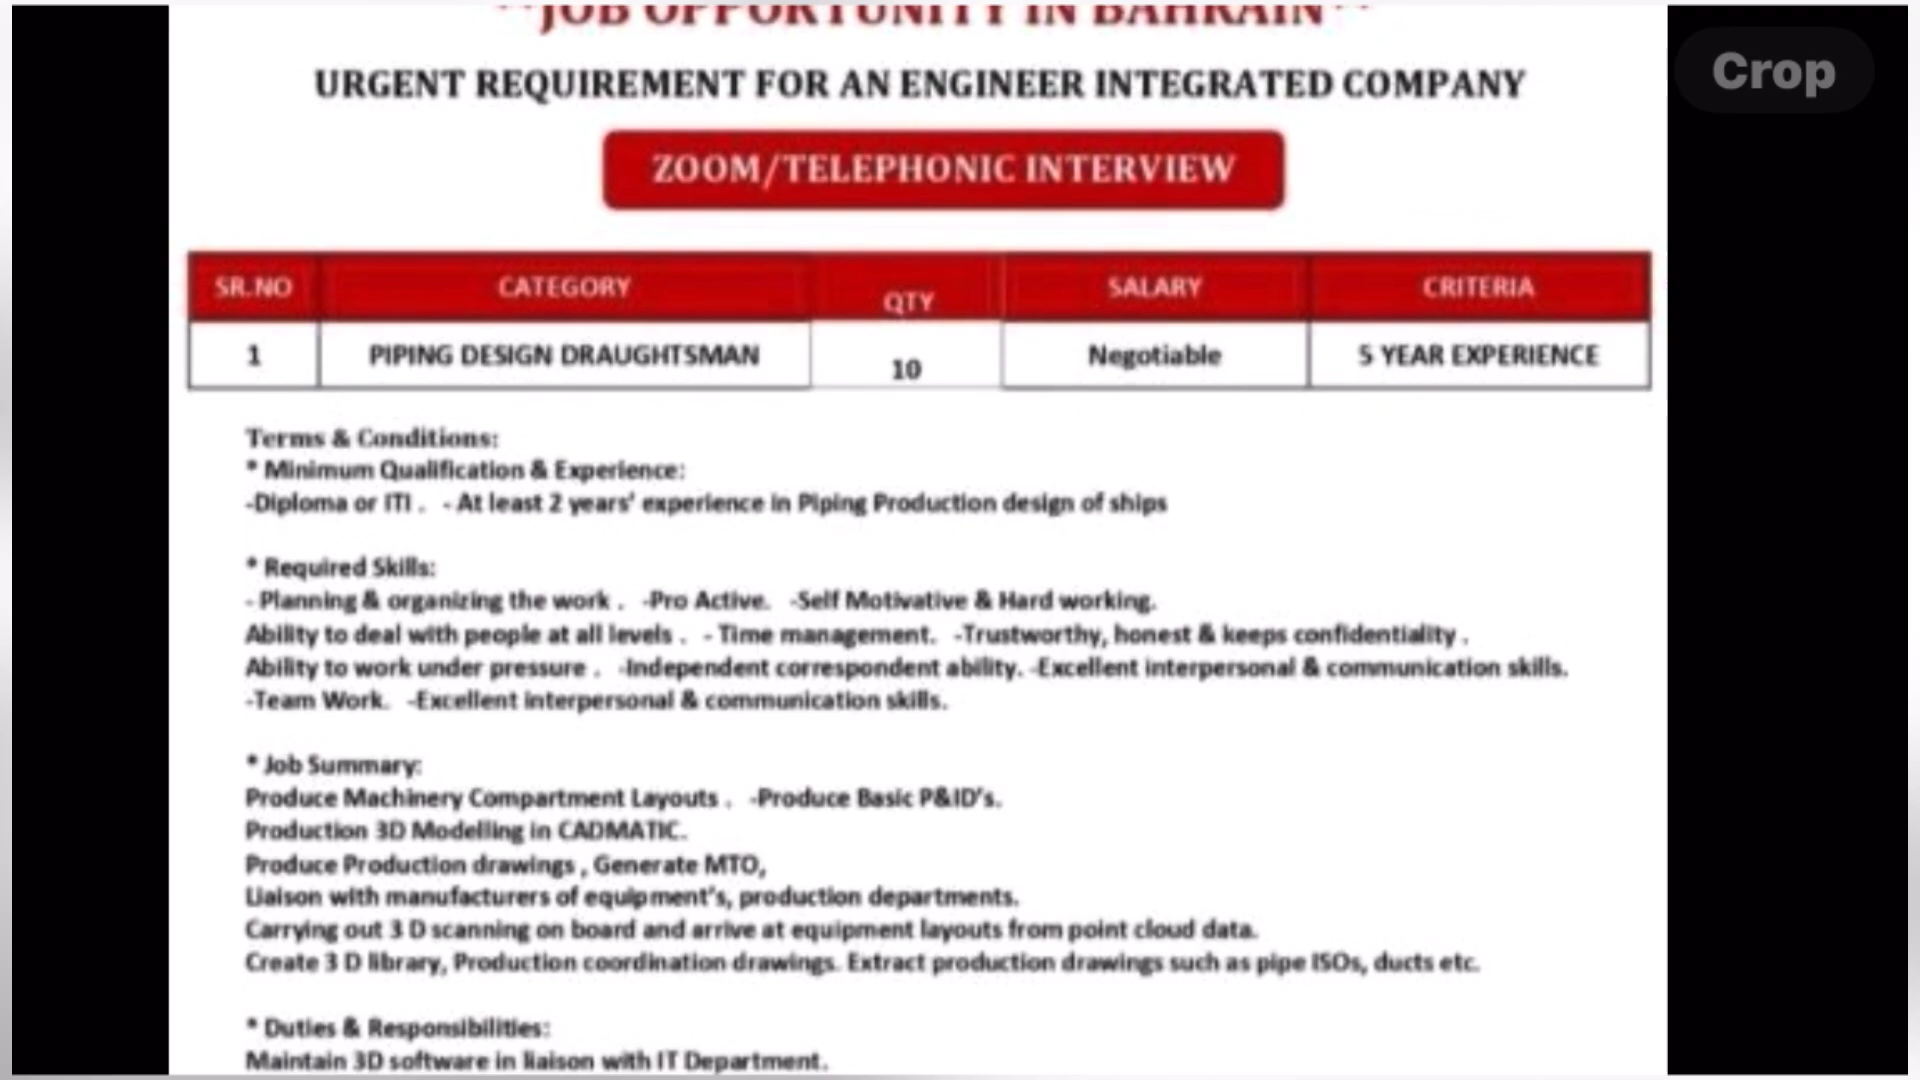 **JOB OPPORTUNITY IN BAHRAIN**
URGENT REQUIREMENT FOR AN ENGINEER INTEGRATED COMPANY
Crop
ZOOM/TELEPHONIC INTERVIEW
SR.NO CATEGORY QTY SALARY CRITERIA
1 PIPING DESIGN DRAUGHTSMAN 10 Negotiable 5 YEAR EXPERIENCE
Terms & Conditions:
* Minimum Qualification & Experience:
-Diploma or ITI . - At least 2 years' experience in Piping Production design of ships
* Required Skills:
- Planning & organizing the work . -Pro Active. -Self Motivative & Hard working.
Ability to deal with people at all levels . - Time management. -Trustworthy, honest & keeps confidentiality .
Ability to work under pressure . -Independent correspondent ability. -Excellent interpersonal & communication skills.
-Team Work. -Excellent interpersonal & communication skills.
* Job Summary:
Produce Machinery Compartment Layouts . -Produce Basic P&ID's.
Production 3D Modelling in CADMATIC.
Produce Production drawings , Generate MTO,
Liaison with manufacturers of equipment's, production departments.
Carrying out 3 D scanning on board and arrive at equipment layouts from point cloud data.
Create 3 D library, Production coordination drawings. Extract production drawings such as pipe ISOs, ducts etc.
* Duties & Responsibilities:
Maintain 3D software in liaison with IT Department.